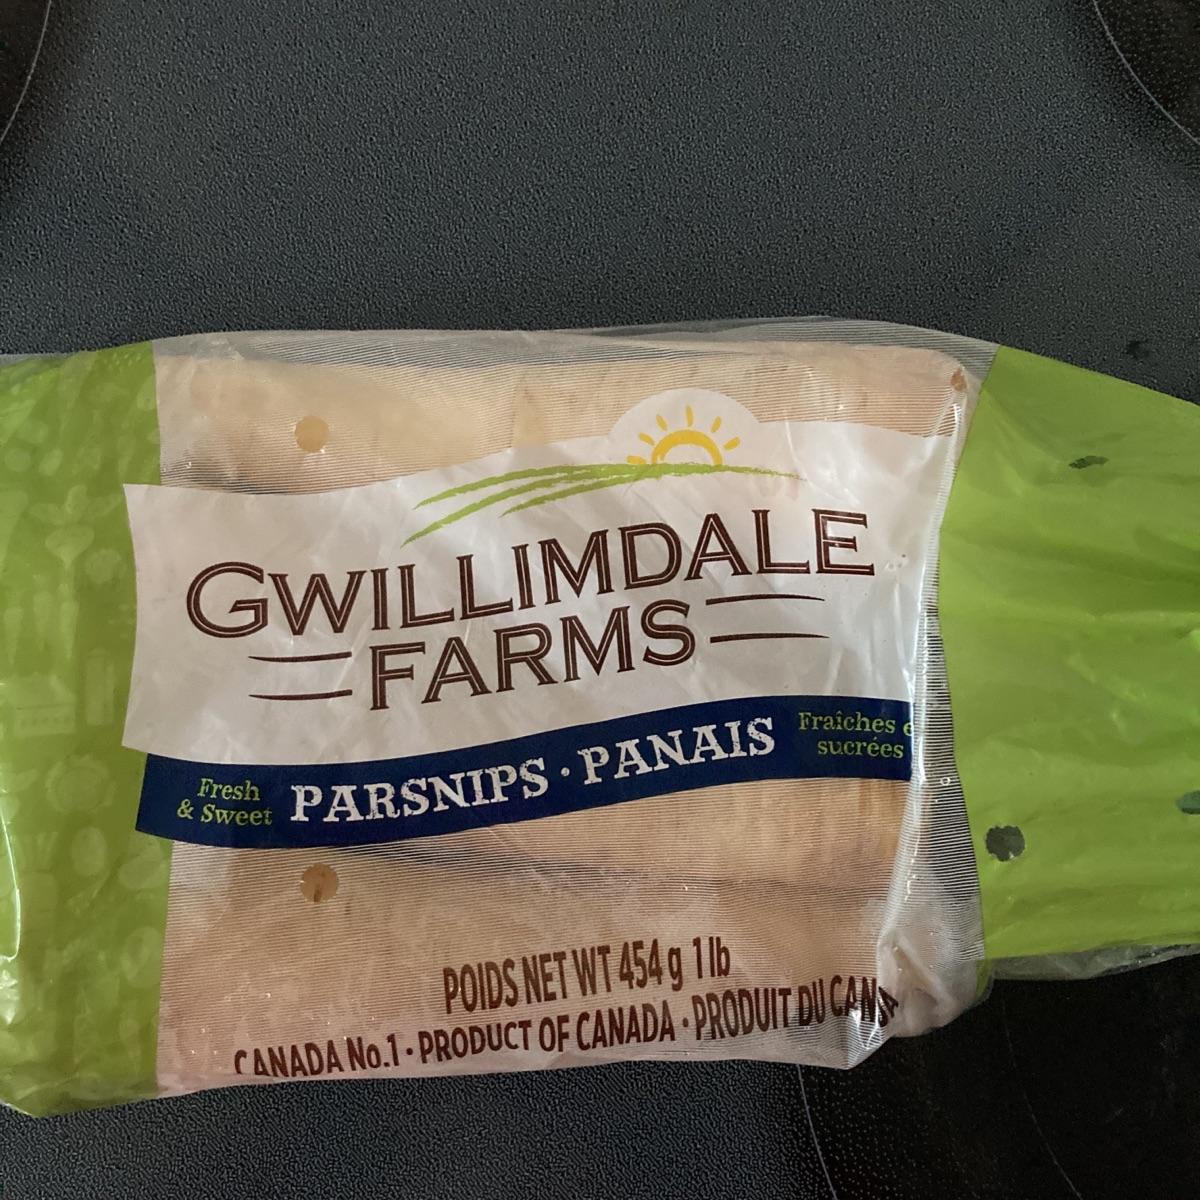 GWILLIMDALE
FARMS
Fresh
& Sweet
PARSNIPS · PANAIS
Fraîches
sucrées
POIDS NET WT 454 g 1 lb
CANADA No.1 · PRODUCT OF CANADA · PRODUIT DU CANADA